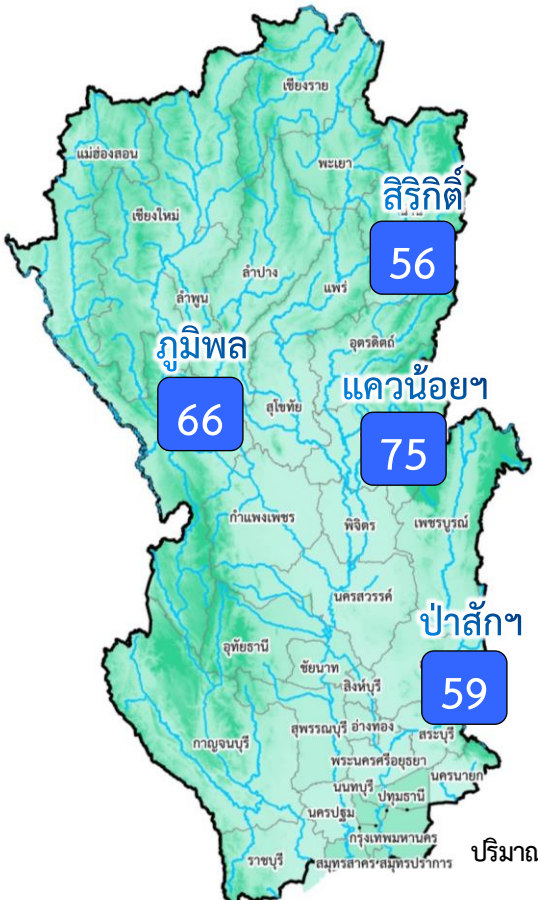 เชียงราย
แม่ฮ่องสอน
พะเยา
สิริกิติ์
เชียงใหม่
56
ลำปาง
แพร่
ลำพูน
ภูมิพล
อุตรดิตถ์
แควน้อยฯ
66
สุโขทัย
75
กำแพงเพชร
พิจิตร
เพชรบูรณ์
นครสวรรค์
ป่าสักฯ
อุทัยธานี
ชัยนาท
สิงห์บุรี
59
สุพรรณบุรี อ่างทอง
สระบุรี
กาญจนบุรี
พระนครศรีอยุธยา
นครนายก
นนทบุรี
ปทุมธานี
นครปฐม
กรุงเทพมหานคร
ราชบุรี
สมุทรสาคร สมุทรปราการ
ปริมาณ